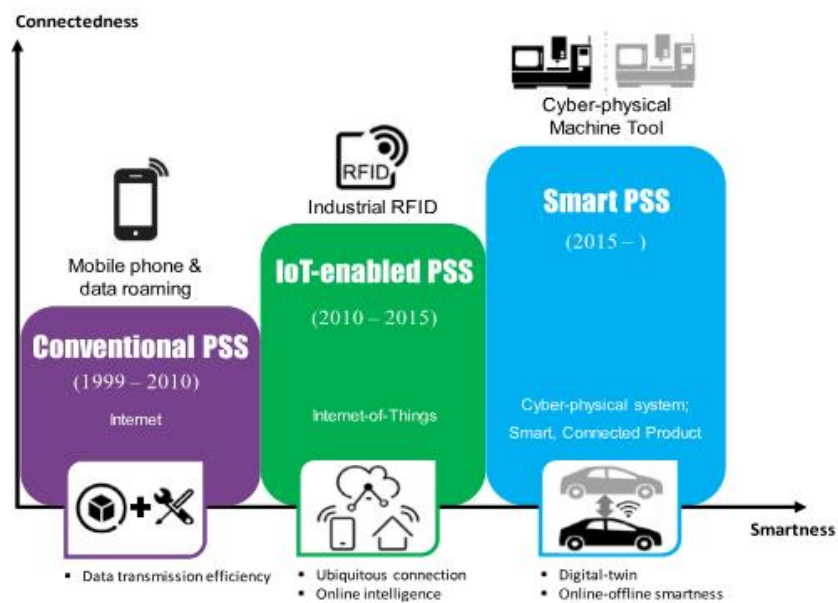 Connectedness
Cyber-physical
Machine Tool
RFID
Industrial RFID
Mobile phone &
data roaming
Smart PSS
(2015 – )
IoT-enabled PSS
(2010 – 2015)
Conventional PSS
(1999 – 2010)
Internet
Internet-of-Things
Cyber-physical system;
Smart, Connected Product
Smartness
▪ Data transmission efficiency
▪ Ubiquitous connection
▪ Online intelligence
▪ Digital-twin
▪ Online-offline smartness